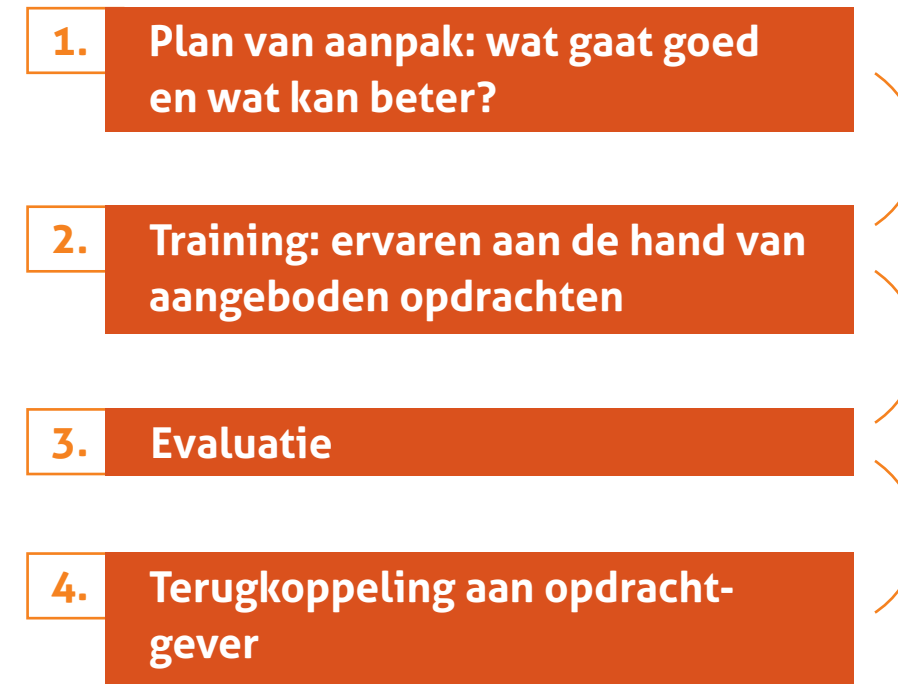 1. Plan van aanpak: wat gaat goed
en wat kan beter?
2. Training: ervaren aan de hand van
aangeboden opdrachten
3. Evaluatie
4. Terugkoppeling aan opdracht-
gever